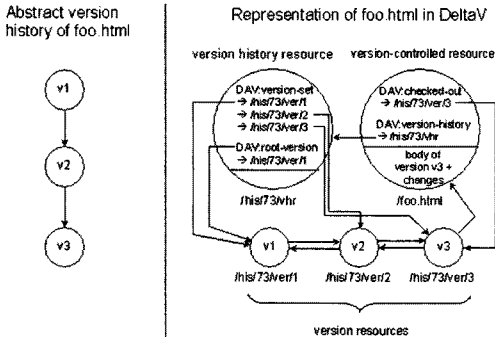 Abstract version
history of foo.html
v1
v2
v3
Representation of foo.html in DeltaV
version history resource
version-controlled resource
DAV:version-set
→ /his/73/ver/1
→ /his/73/ver/2
→ /his/73/ver/3
DAV:root-version
→ /his/73/ver/1
/his/73/vhr
DAV:checked-out
→ /his/73/ver/3
DAV:version-history
→ /his/73/vhr
body of
version v3 +
changes
/foo.html
v1
v2
v3
/his/73/ver/1
/his/73/ver/2
/his/73/ver/3
version resources